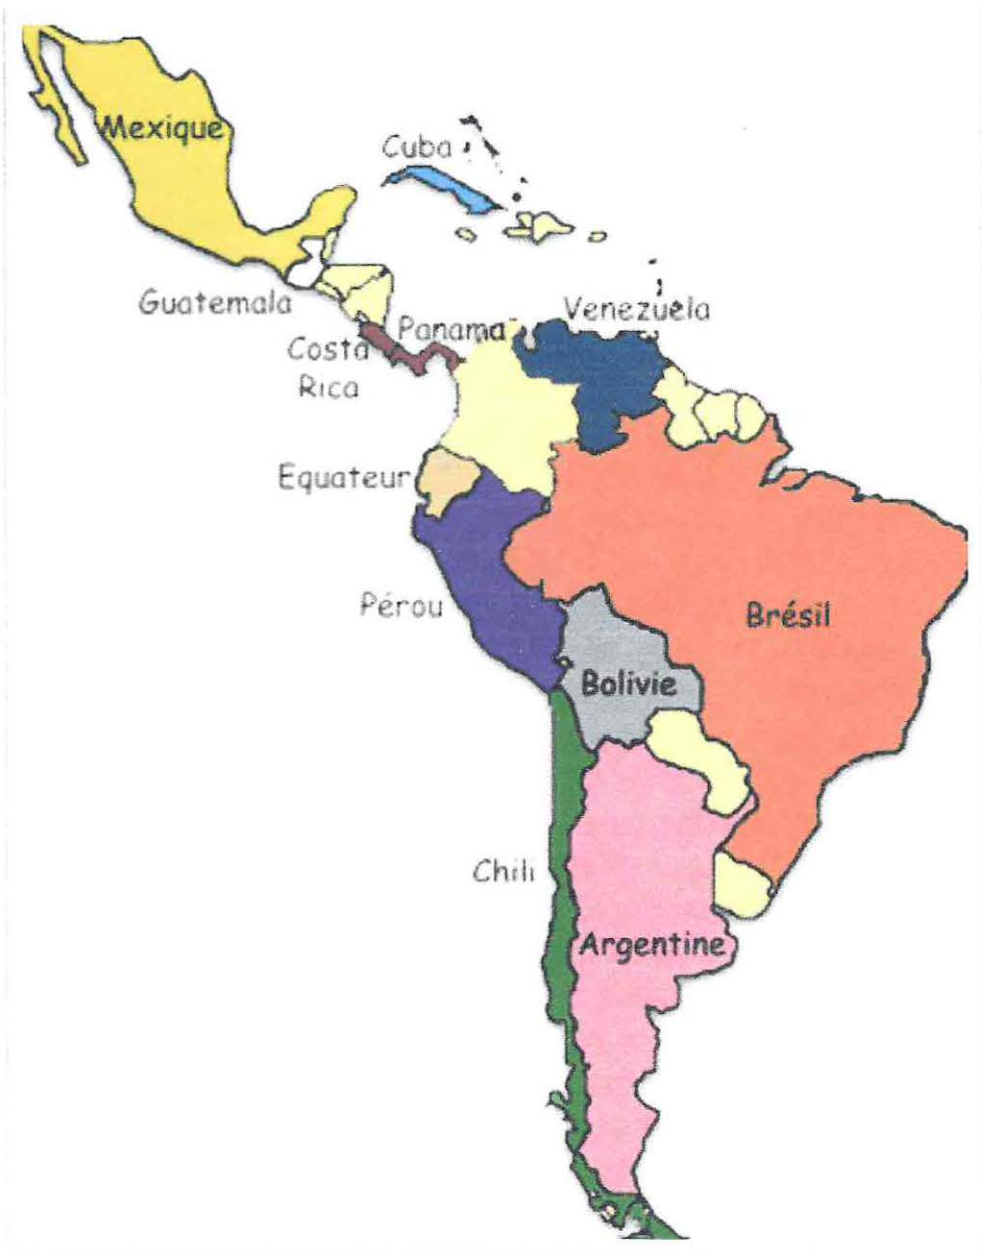 Mexique
Cuba
Guatemala
Venezuela
Panama
Costa
Rica
Equateur
Pérou
Brésil
Bolivie
Chili
Argentine